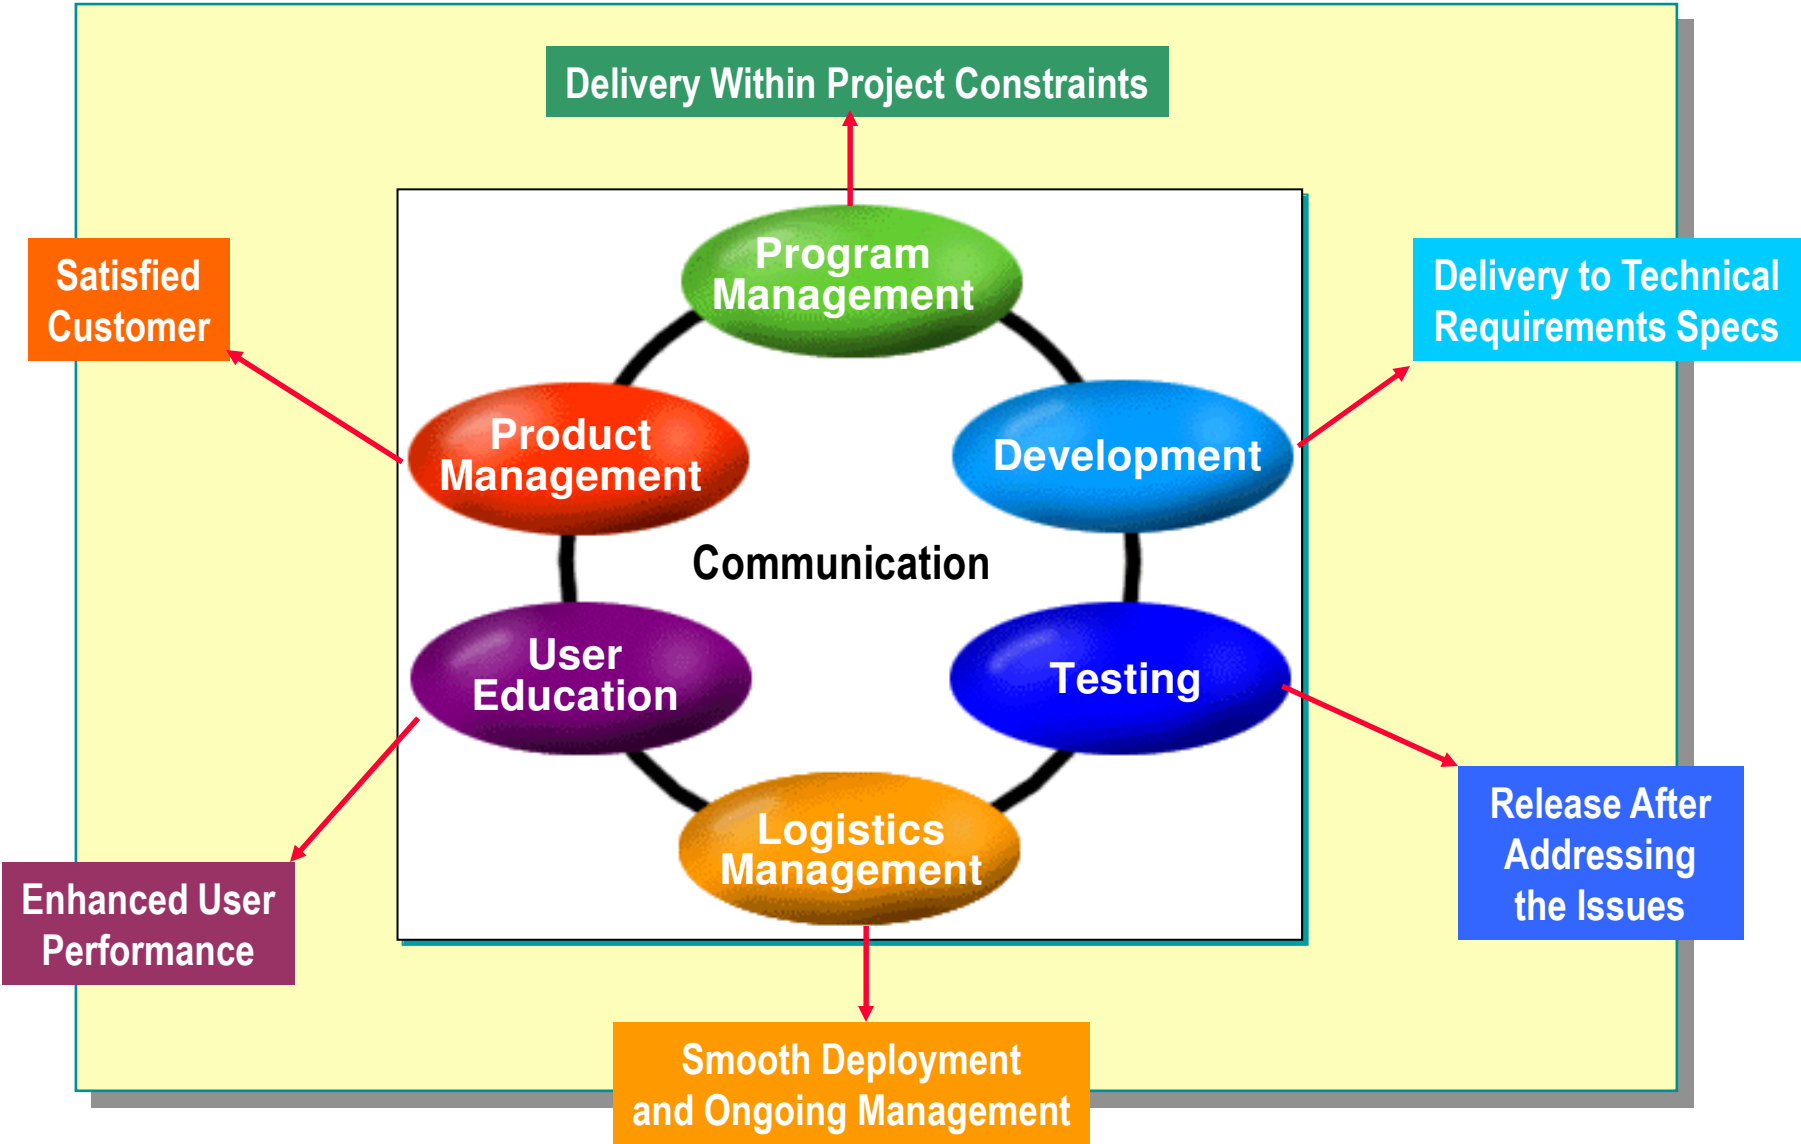 Delivery Within Project Constraints
Satisfied
Customer
Program
Management
Delivery to Technical
Requirements Specs
Product
Management
Development
Communication
User
Education
Testing
Logistics
Management
Release After
Addressing
the Issues
Enhanced User
Performance
Smooth Deployment
and Ongoing Management